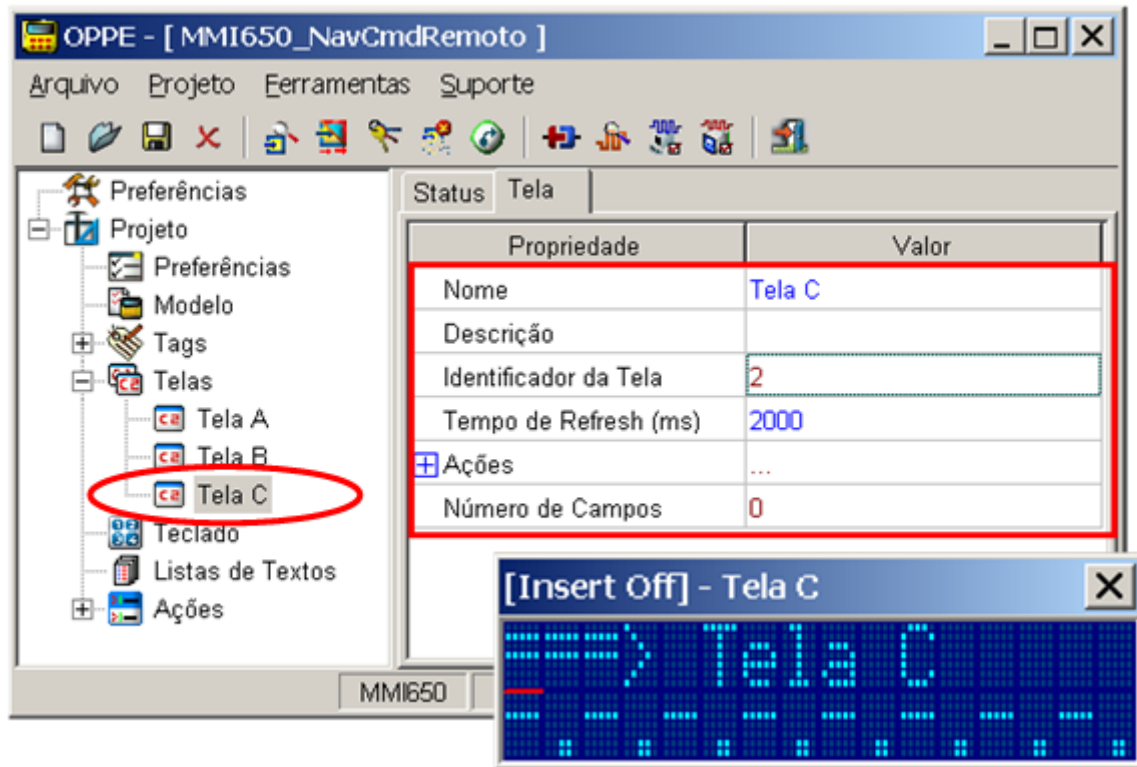 OPPE - [ MMI650_NavCmdRemoto ]
Arquivo Projeto Ferramentas Suporte
Preferências
Projeto
Preferências
Modelo
Tags
Telas
Tela A
Tela B
Tela C
Teclado
Listas de Textos
Ações
Status Tela
Propriedade Valor
Nome Tela C
Descrição
Identificador da Tela 2
Tempo de Refresh (ms) 2000
Ações ...
Número de Campos 0
MMI650
[Insert Off] - Tela C
===> Tela C
-.-.-.-.-.-.-.-.